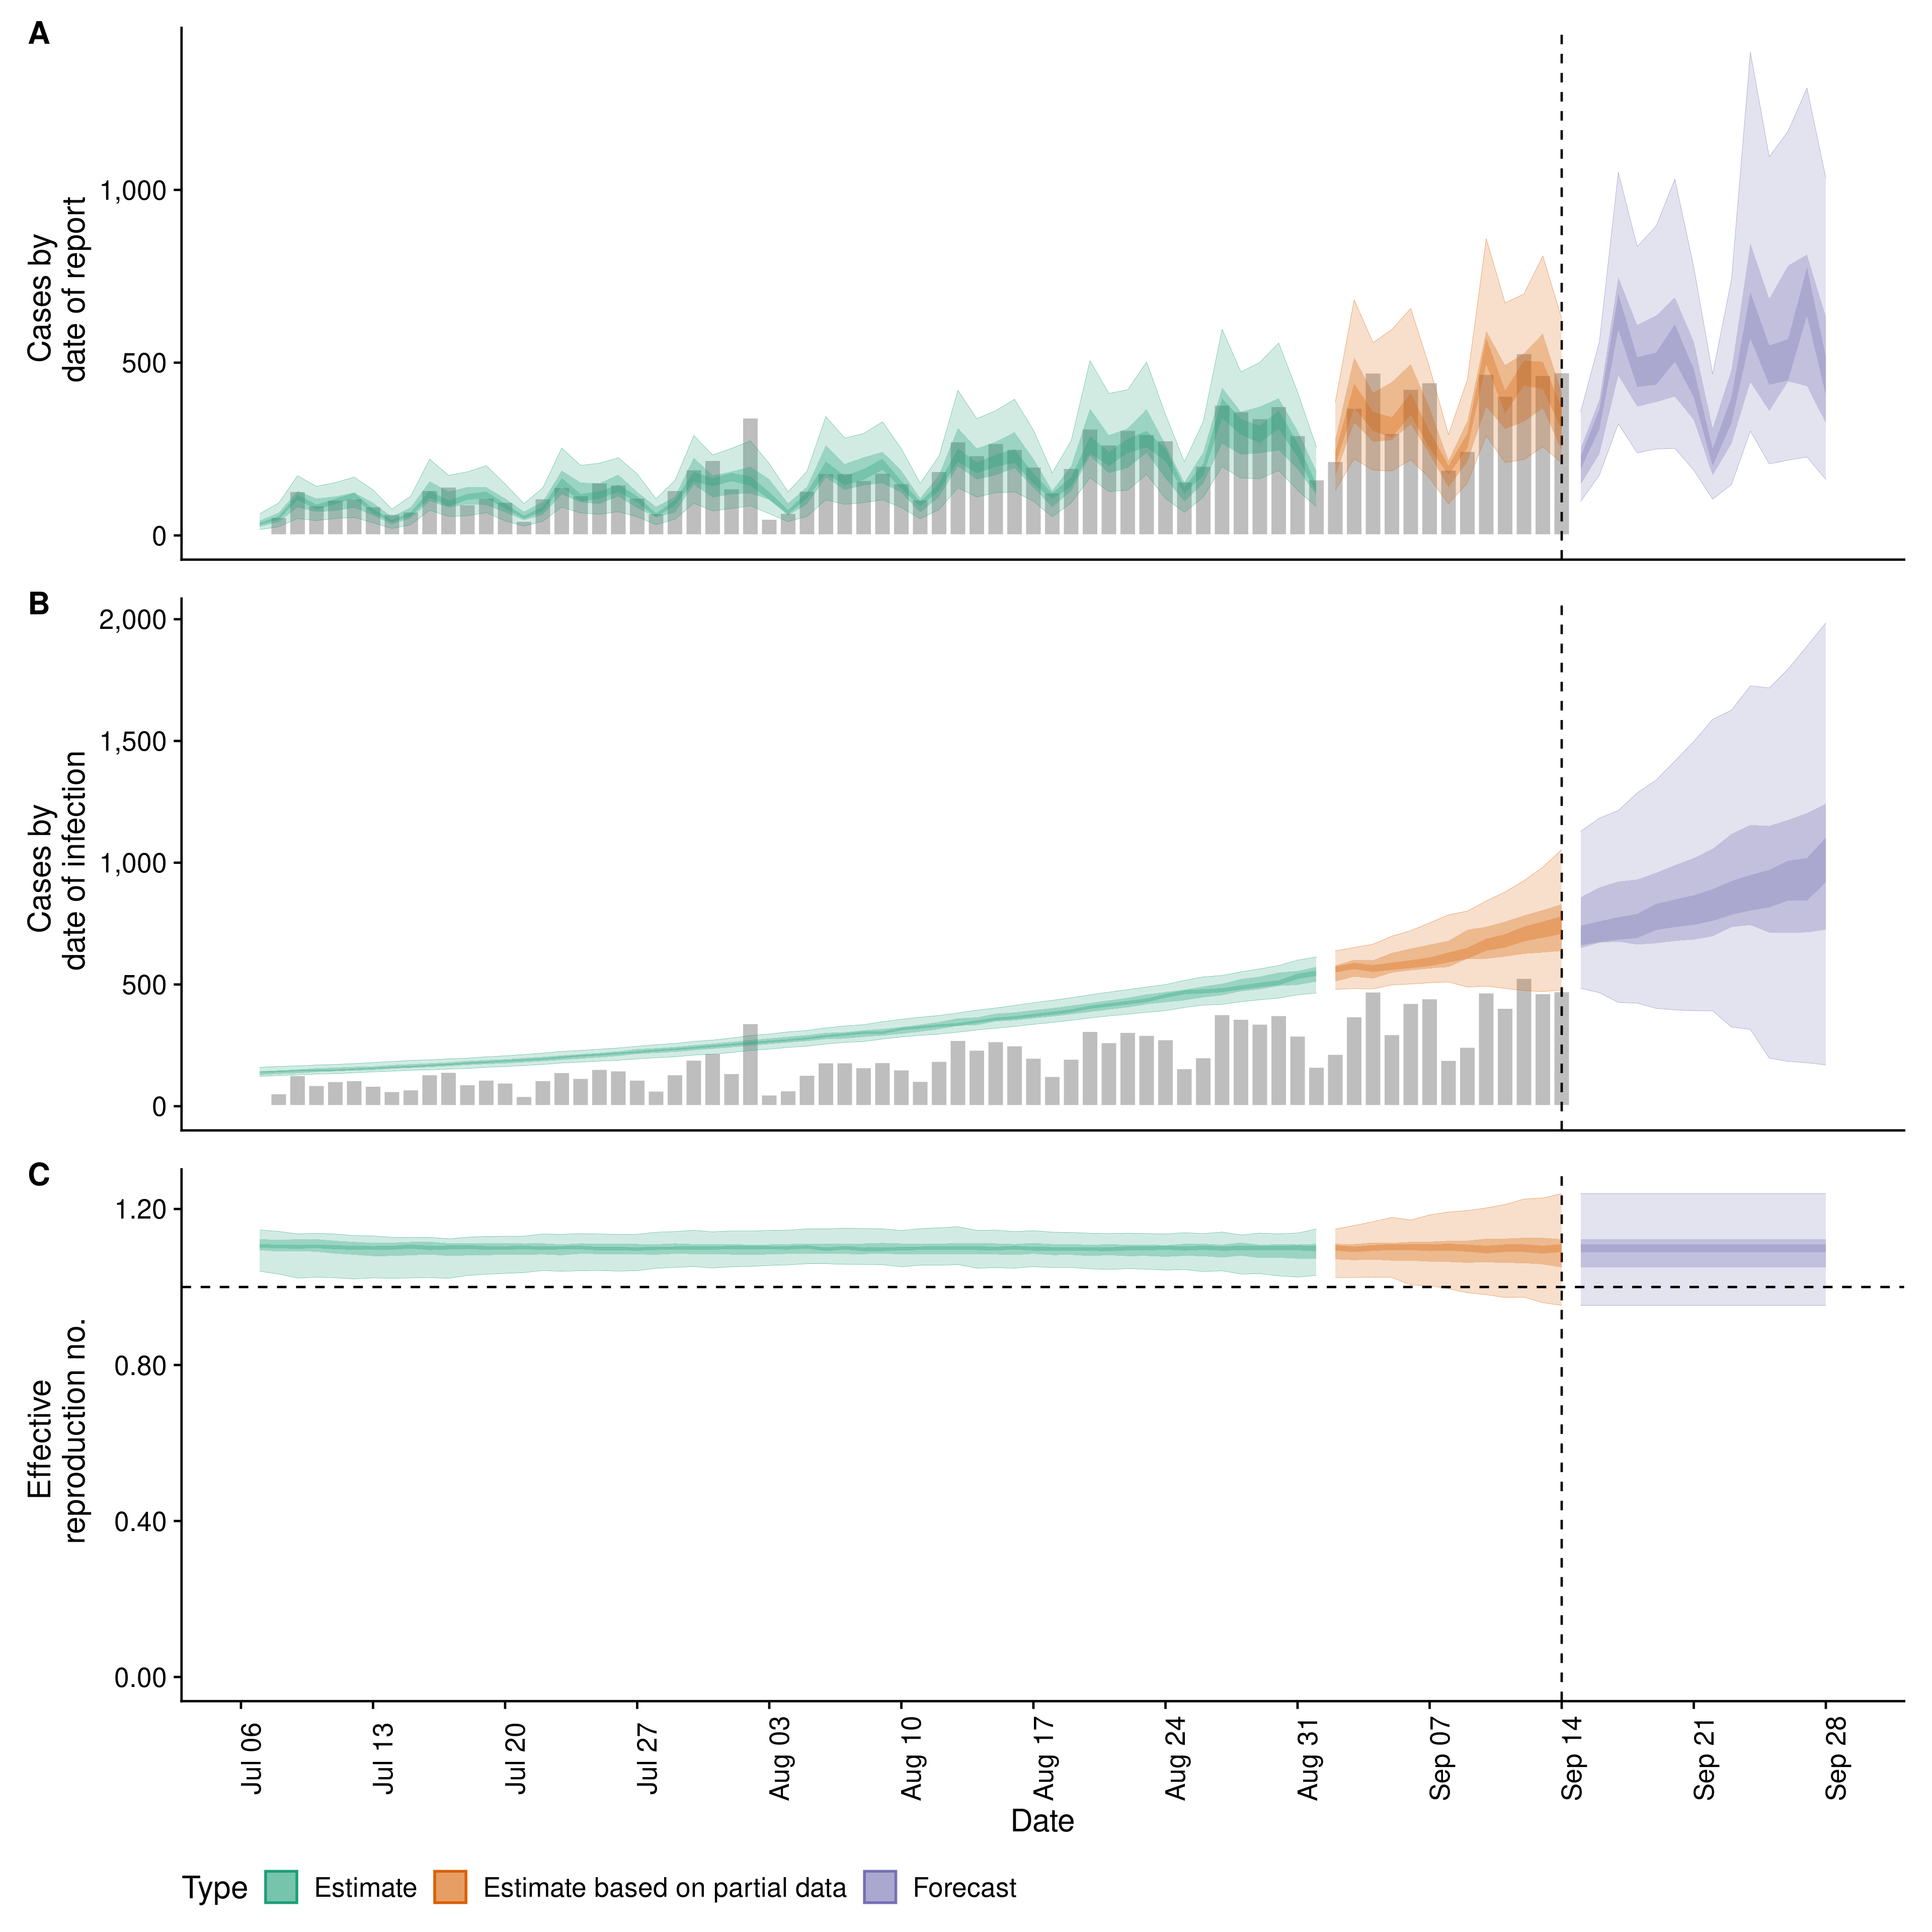 A
Cases by
date of report
1,000
500
0
B
Cases by
date of infection
2,000
1,500
1,000
500
0
C
Effective
reproduction no.
1.20
0.80
0.40
0.00
Jul 06
Jul 13
Jul 20
Jul 27
Aug 03
Aug 10
Aug 17
Aug 24
Aug 31
Sep 07
Sep 14
Sep 21
Sep 28
Date
Type Estimate Estimate based on partial data Forecast